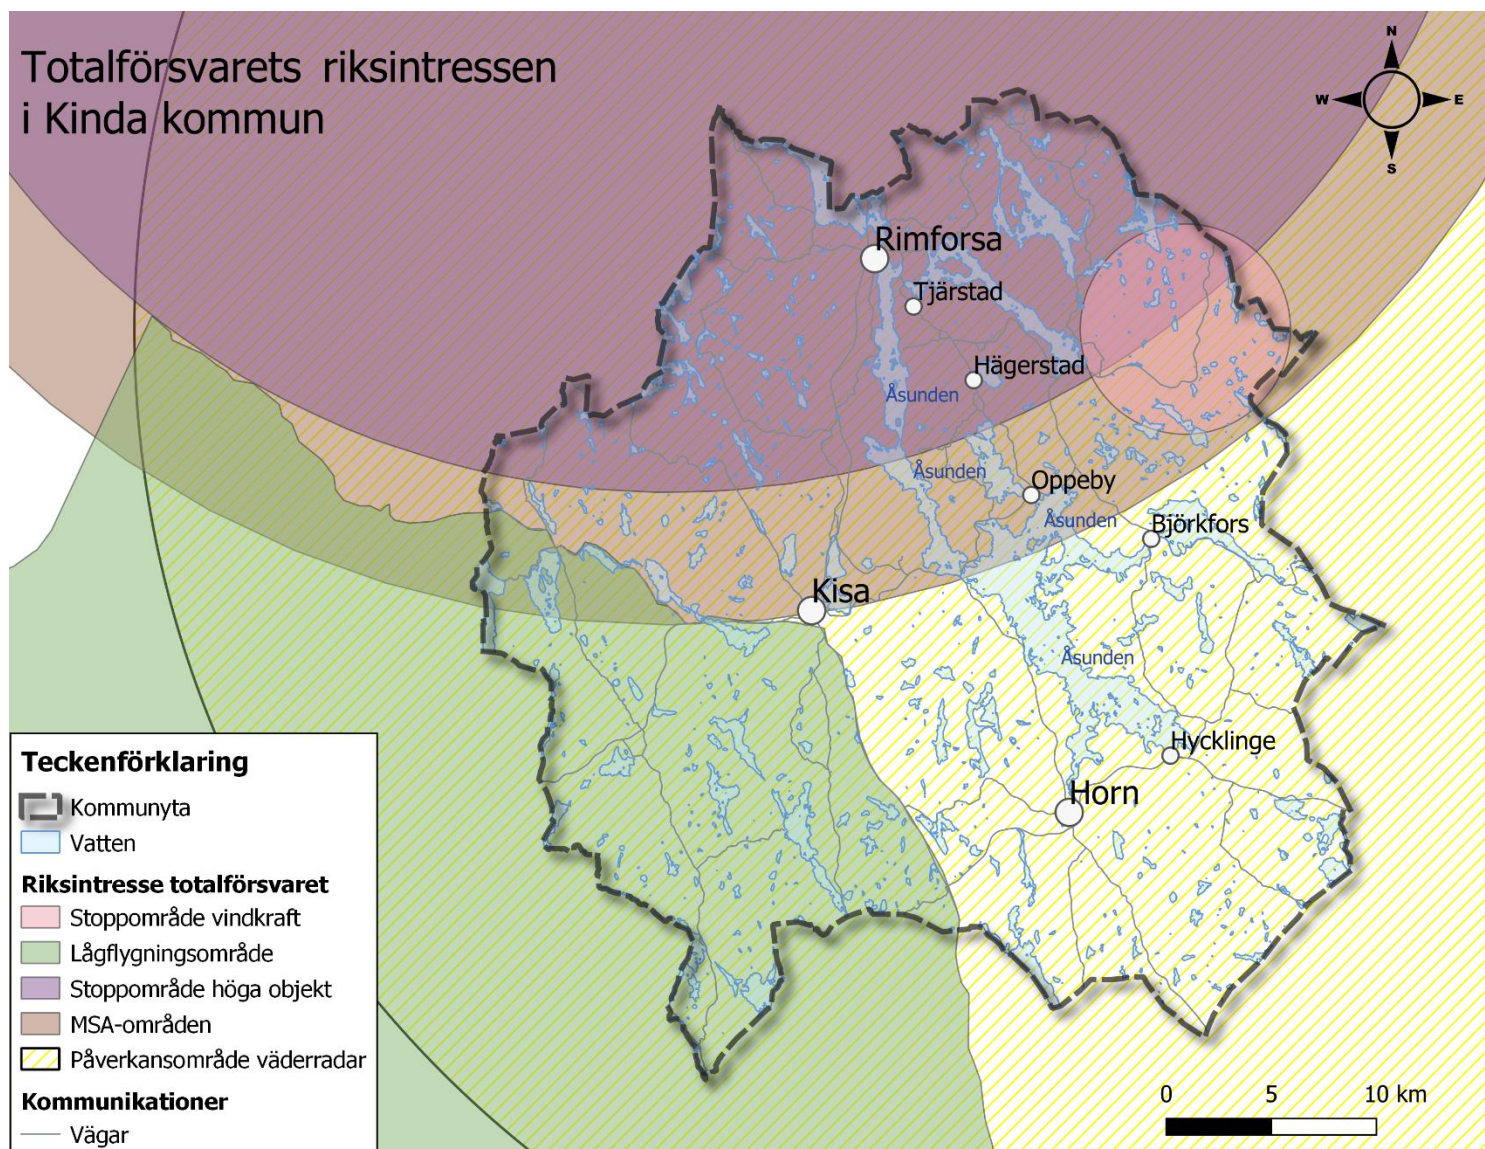 Totalförsvarets riksintressen
i Kinda kommun
N
W
E
S
Rimforsa
Tjärstad
Hägerstad
Åsunden
Åsunden
Oppeby
Åsunden
Björkfors
Kisa
Åsunden
Hycklinge
Horn
Teckenförklaring
Kommunyta
Vatten
Riksintresse totalförsvaret
Stoppområde vindkraft
Lågflygningsområde
Stoppområde höga objekt
MSA-områden
Påverkansområde väderradar
Kommunikationer
Vägar
0 5 10 km